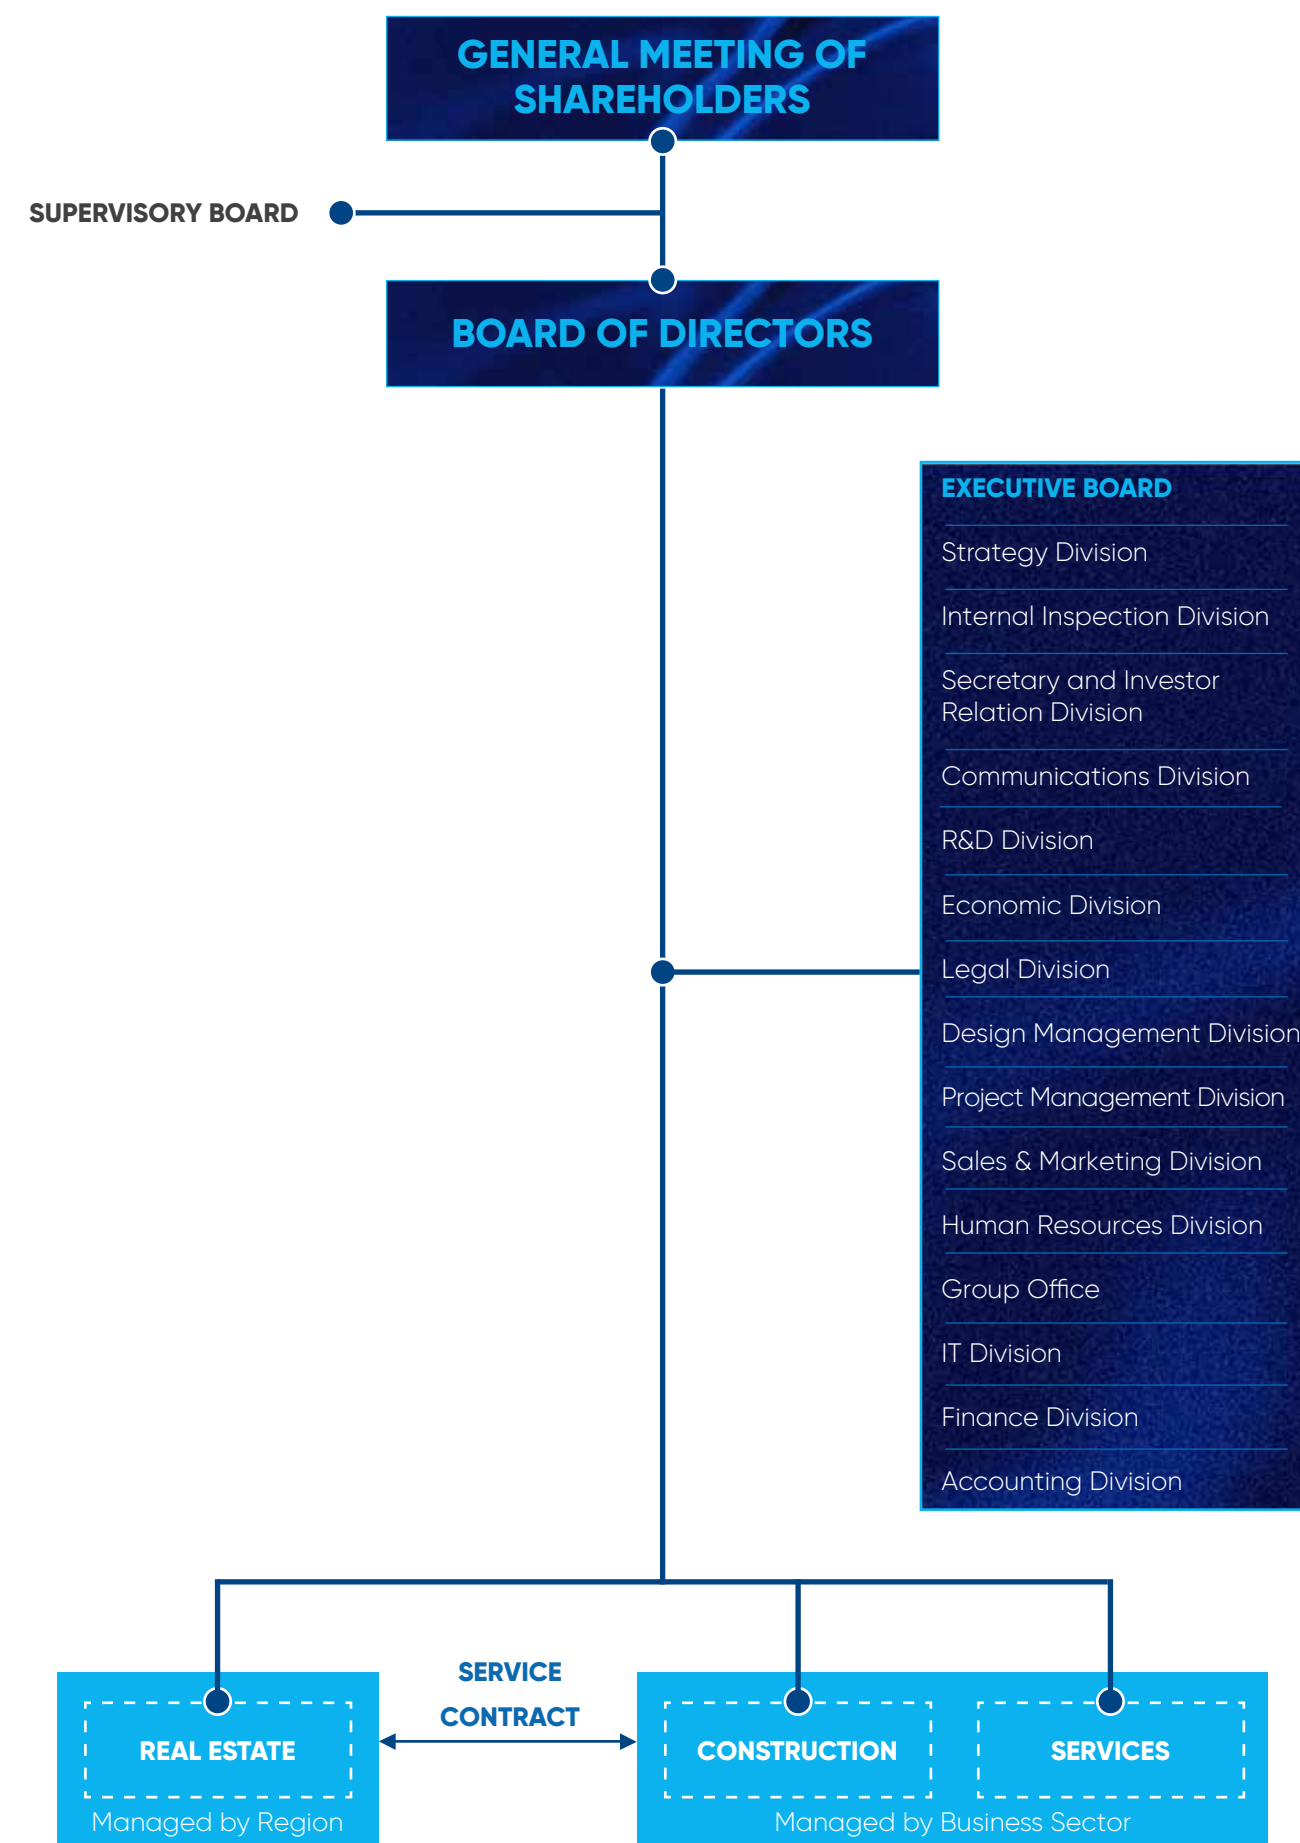 GENERAL MEETING OF
SHAREHOLDERS
SUPERVISORY BOARD
BOARD OF DIRECTORS
EXECUTIVE BOARD
Strategy Division
Internal Inspection Division
Secretary and Investor
Relation Division
Communications Division
R&D Division
Economic Division
Legal Division
Design Management Division
Project Management Division
Sales & Marketing Division
Human Resources Division
Group Office
IT Division
Finance Division
Accounting Division
SERVICE
CONTRACT
REAL ESTATE
Managed by Region
CONSTRUCTION
SERVICES
Managed by Business Sector